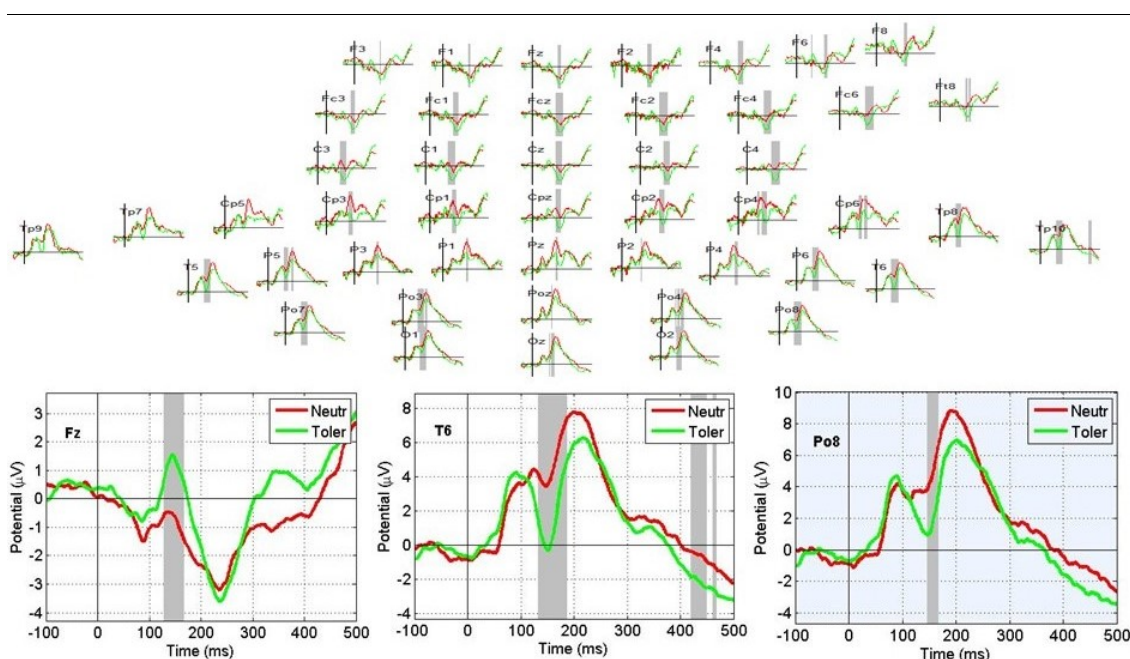 F3 F1 Fz F2 F4 F6 F8
Fc3 Fc1 Fcz Fc2 Fc4 Fc6 Ft8
C3 C1 Cz C2 C4
Tp9 Tp7 Cp5 Cp3 Cp1 Cpz Cp2 Cp4 Cp6 Tp8 Tp10
T5 P5 P3 P1 Pz P2 P4 P6 T6
Po7 Po3 Poz Po4 Po8
O1 Oz O2
Fz
Neutr
Toler
3
2
1
0
-1
-2
-3
-4
Potential (µV)
-100 0 100 200 300 400 500
Time (ms)
T6
Neutr
Toler
8
6
4
2
0
-2
-4
Potential (µV)
-100 0 100 200 300 400 500
Time (ms)
Po8
Neutr
Toler
10
8
6
4
2
0
-2
-4
Potential (µV)
-100 0 100 200 300 400 500
Time (ms)